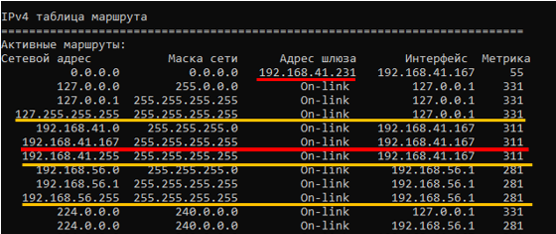 IPv4 таблица маршрута
===========================================================================
Активные маршруты:
Сетевой адрес Маска сети Адрес шлюза Интерфейс Метрика
0.0.0.0 0.0.0.0 192.168.41.231 192.168.41.167 55
127.0.0.0 255.0.0.0 On-link 127.0.0.1 331
127.0.0.1 255.255.255.255 On-link 127.0.0.1 331
127.255.255.255 255.255.255.255 On-link 127.0.0.1 331
192.168.41.0 255.255.255.0 On-link 192.168.41.167 311
192.168.41.167 255.255.255.255 On-link 192.168.41.167 311
192.168.41.255 255.255.255.255 On-link 192.168.41.167 311
192.168.56.0 255.255.255.0 On-link 192.168.56.1 281
192.168.56.1 255.255.255.255 On-link 192.168.56.1 281
192.168.56.255 255.255.255.255 On-link 192.168.56.1 281
224.0.0.0 240.0.0.0 On-link 127.0.0.1 331
224.0.0.0 240.0.0.0 On-link 192.168.56.1 281